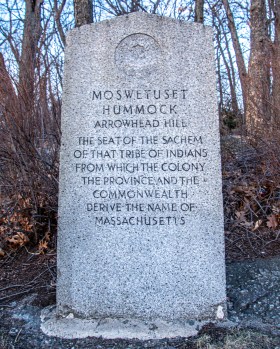 MOSWETUSET
HUMMOCK
ARROWHEAD HILL
THE SEAT OF THE SACHEM
OF THAT TRIBE OF INDIANS
FROM WHICH THE COLONY
THE PROVINCE AND THE
COMMONWEALTH
DERIVE THE NAME OF
MASSACHUSETTS